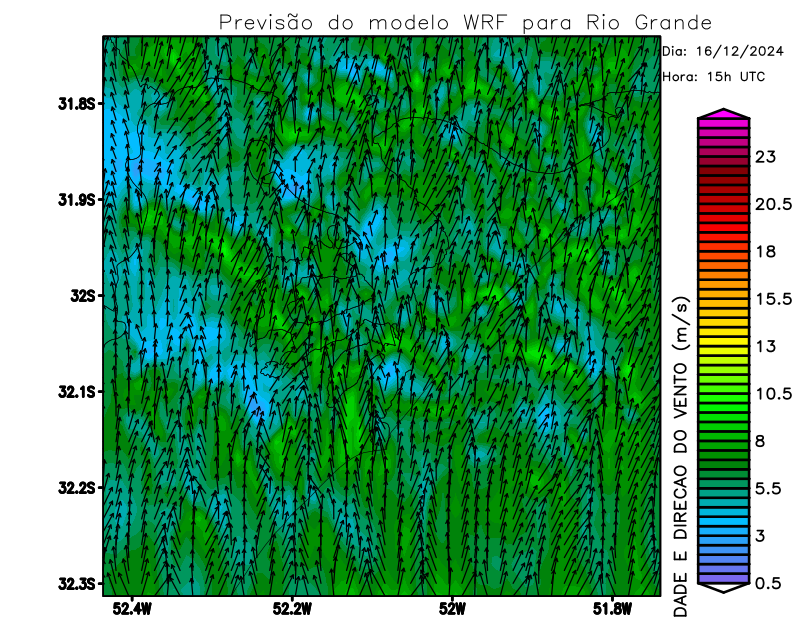 Previsão do modelo WRF para Rio Grande
Dia: 16/12/2024
Hora: 15h UTC
31.8S
31.9S
32S
32.1S
32.2S
32.3S
52.4W
52.2W
52W
51.8W
DADE E DIRECAO DO VENTO (m/s)
23
20.5
18
15.5
13
10.5
8
5.5
3
0.5